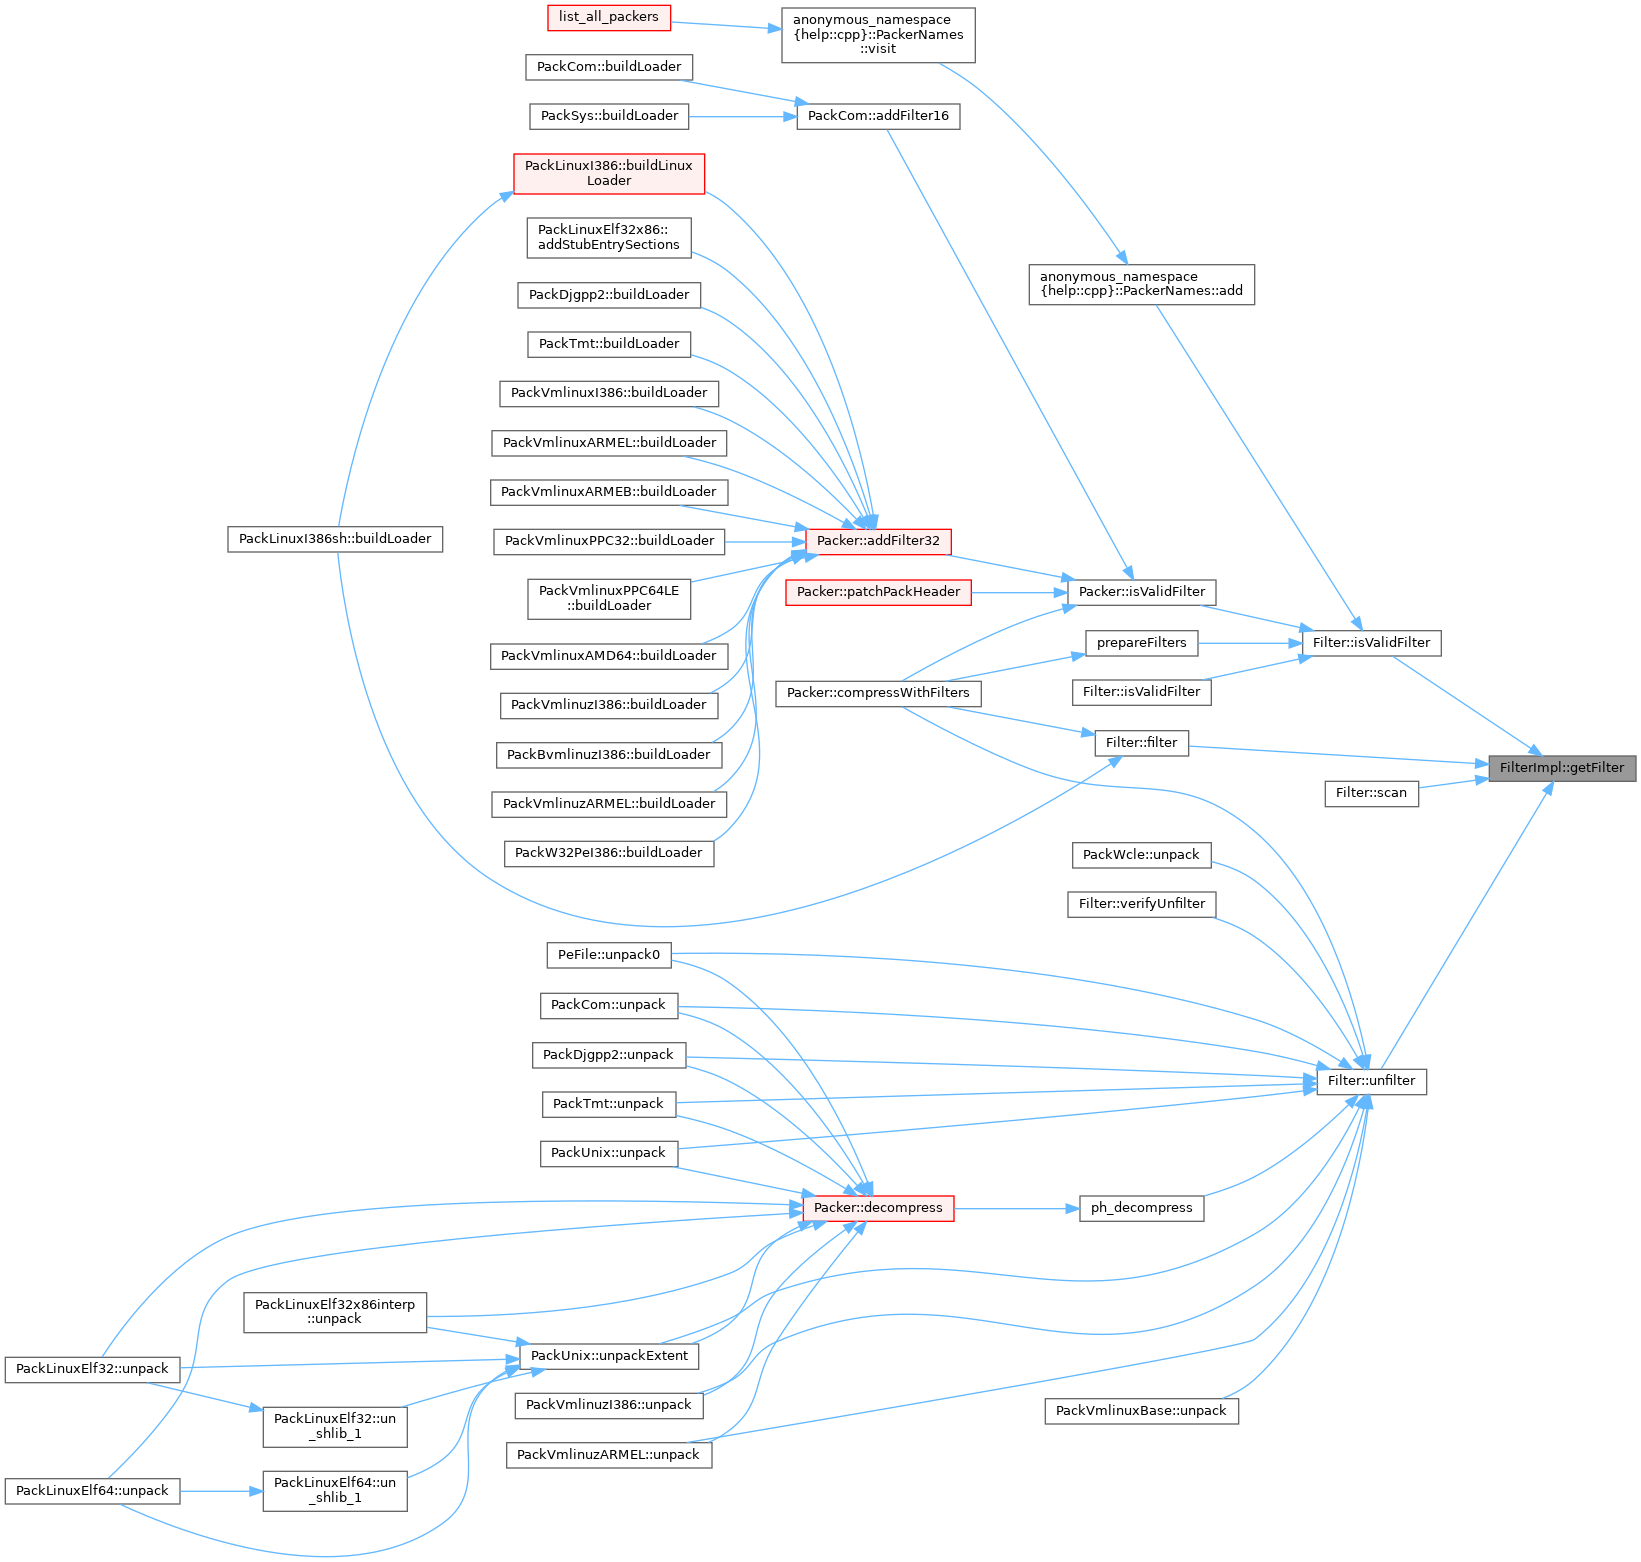 list_all_packers
anonymous_namespace
{help::cpp}::PackerNames
::visit
PackCom::buildLoader
PackSys::buildLoader
PackCom::addFilter16
PackLinuxI386::buildLinux
Loader
PackLinuxElf32x86::
addStubEntrySections
anonymous_namespace
{help::cpp}::PackerNames::add
PackDjgpp2::buildLoader
PackTmt::buildLoader
PackVmlinuxI386::buildLoader
PackVmlinuxARMEL::buildLoader
PackVmlinuxARMEB::buildLoader
PackLinuxI386sh::buildLoader
PackVmlinuxPPC32::buildLoader
Packer::addFilter32
PackVmlinuxPPC64LE
::buildLoader
Packer::patchPackHeader
Packer::isValidFilter
prepareFilters
Filter::isValidFilter
PackVmlinuxAMD64::buildLoader
Packer::compressWithFilters
Filter::isValidFilter
PackVmlinuzI386::buildLoader
PackBvmlinuzI386::buildLoader
Filter::filter
FilterImpl::getFilter
Filter::scan
PackVmlinuzARMEL::buildLoader
PackW32PeI386::buildLoader
PackWcle::unpack
Filter::verifyUnfilter
PeFile::unpack0
PackCom::unpack
PackDjgpp2::unpack
Filter::unfilter
PackTmt::unpack
PackUnix::unpack
Packer::decompress
ph_decompress
PackLinuxElf32x86interp
::unpack
PackUnix::unpackExtent
PackLinuxElf32::unpack
PackVmlinuzI386::unpack
PackVmlinuxBase::unpack
PackLinuxElf32::un
_shlib_1
PackVmlinuzARMEL::unpack
PackLinuxElf64::unpack
PackLinuxElf64::un
_shlib_1